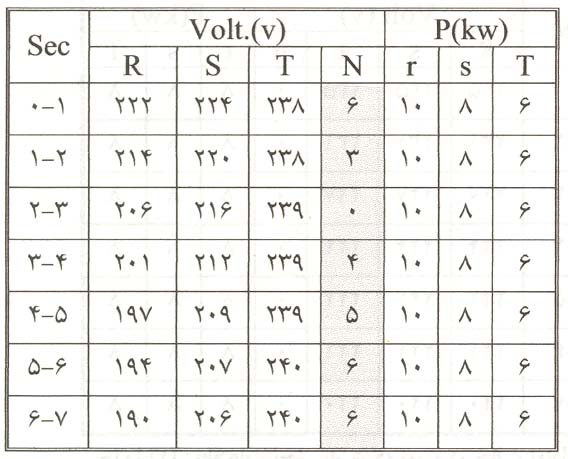 Sec Volt.(v) P(kw)
R S T N r s T
۰–۱ ۲۲۲ ۲۲۴ ۲۳۸ ۶ ۱۰ ۸ ۶
۱–۲ ۲۱۴ ۲۲۰ ۲۳۸ ۳ ۱۰ ۸ ۶
۲–۳ ۲۰۶ ۲۱۶ ۲۳۹ ۰ ۱۰ ۸ ۶
۳–۴ ۲۰۱ ۲۱۲ ۲۳۹ ۴ ۱۰ ۸ ۶
۴–۵ ۱۹۷ ۲۰۹ ۲۳۹ ۵ ۱۰ ۸ ۶
۵–۶ ۱۹۴ ۲۰۷ ۲۴۰ ۶ ۱۰ ۸ ۶
۶–۷ ۱۹۰ ۲۰۶ ۲۴۰ ۶ ۱۰ ۸ ۶